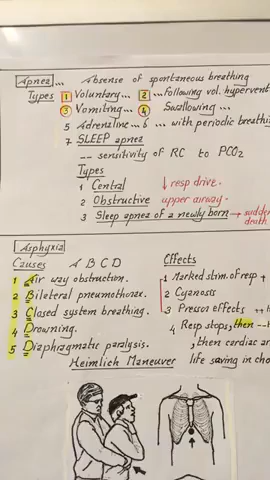 Apnea ... Absence of spontaneous breathing
Types 1 Voluntary ... 2 ... following vol. hypervent
3 Vomiting ... 4 Swallowing ...
5 Adrenaline .. 6 .. with periodic breathi
7 SLEEP apnea
-- sensitivity of RC to PCO2
Types
1 Central ↓ resp drive.
2 Obstructive upper airway.
3 Sleep apnea of a newly born → sudde
death
Asphyxia
Causes A B C D
1 Air way obstruction.
2 Bilateral pneumothorax.
3 Closed system breathing.
4 Drowning.
5 Diaphragmatic paralysis.
Effects
1 Marked stim. of resp +
2 Cyanosis
3 Pressor effects ++
4 Resp stops, then --
, then cardiac ar
Heimlich Maneuver life saving in cho